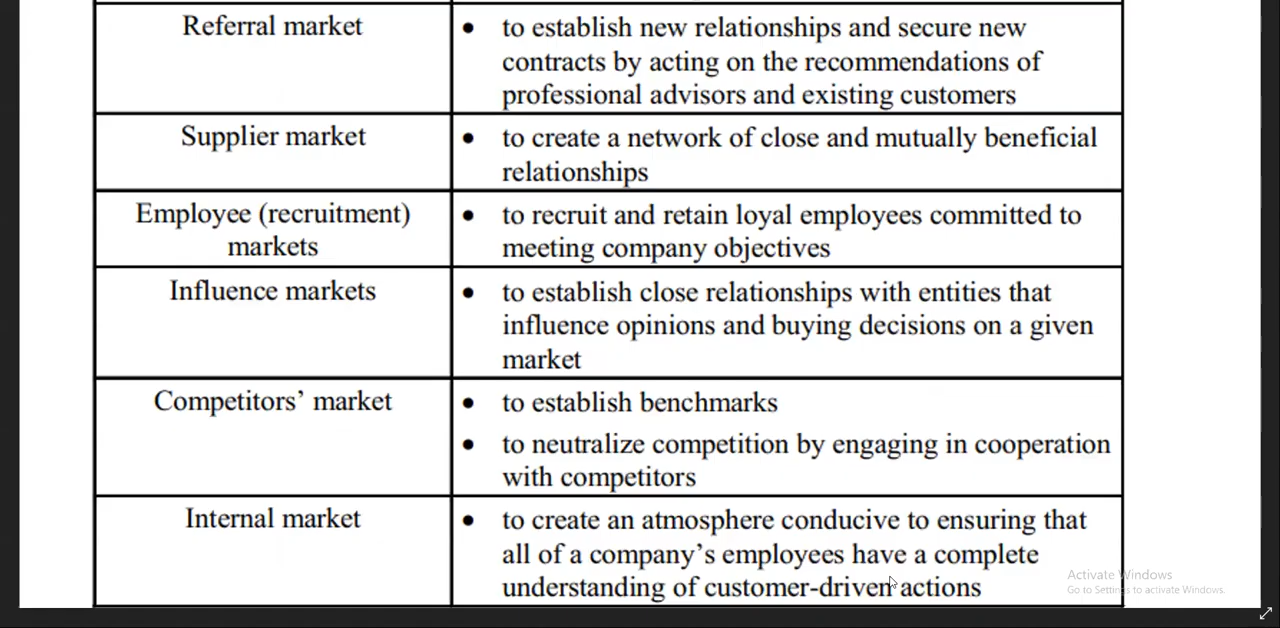 Referral market
• to establish new relationships and secure new
contracts by acting on the recommendations of
professional advisors and existing customers
Supplier market
• to create a network of close and mutually beneficial
relationships
Employee (recruitment)
markets
• to recruit and retain loyal employees committed to
meeting company objectives
Influence markets
• to establish close relationships with entities that
influence opinions and buying decisions on a given
market
Competitors’ market
• to establish benchmarks
• to neutralize competition by engaging in cooperation
with competitors
Internal market
• to create an atmosphere conducive to ensuring that
all of a company’s employees have a complete
understanding of customer-driven actions
Activate Windows
Go to Settings to activate Windows.